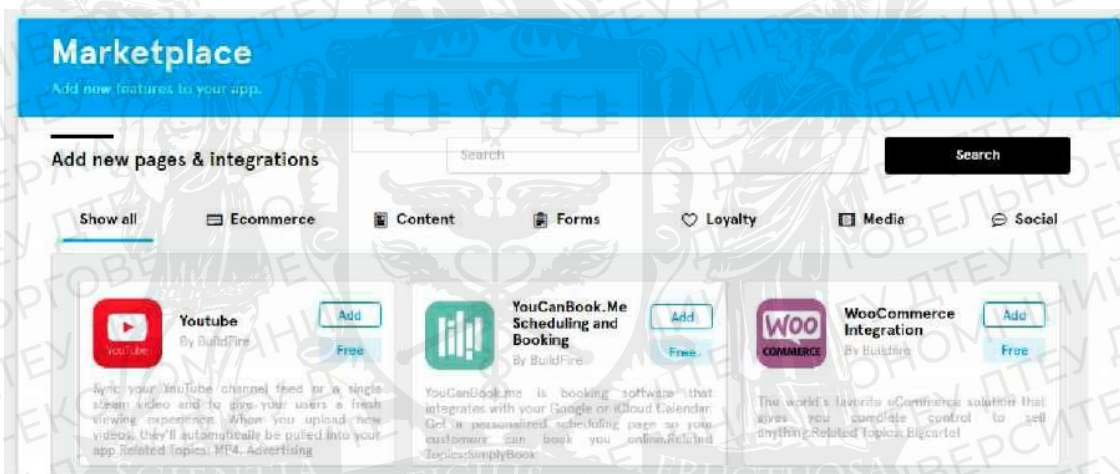 Marketplace
Add new features to your app.
Add new pages & integrations
Search
Search
Show all
Ecommerce
Content
Forms
Loyalty
Media
Social
YouTube
Youtube
By BuildFire
Add
Free
Sync your YouTube channel feed or a single
steam video and to give your users a fresh
viewing experience. When you upload new
videos, they'll automatically be pulled into your
app.Related Topics: MP4, Advertising
YouCanBook.Me
Scheduling and
Booking
By BuildFire
Add
Free
YouCanBook.me is booking software that
integrates with your Google or iCloud Calendar.
Get a personalized scheduling page so your
customers can book you online.Related
Topics:SimplyBook
WOO
COMMERCE
WooCommerce
Integration
By Buildfire
Add
Free
The world's favorite eCommerce solution that
gives you complete control to sell
anything.Related Topics: Bigcartel